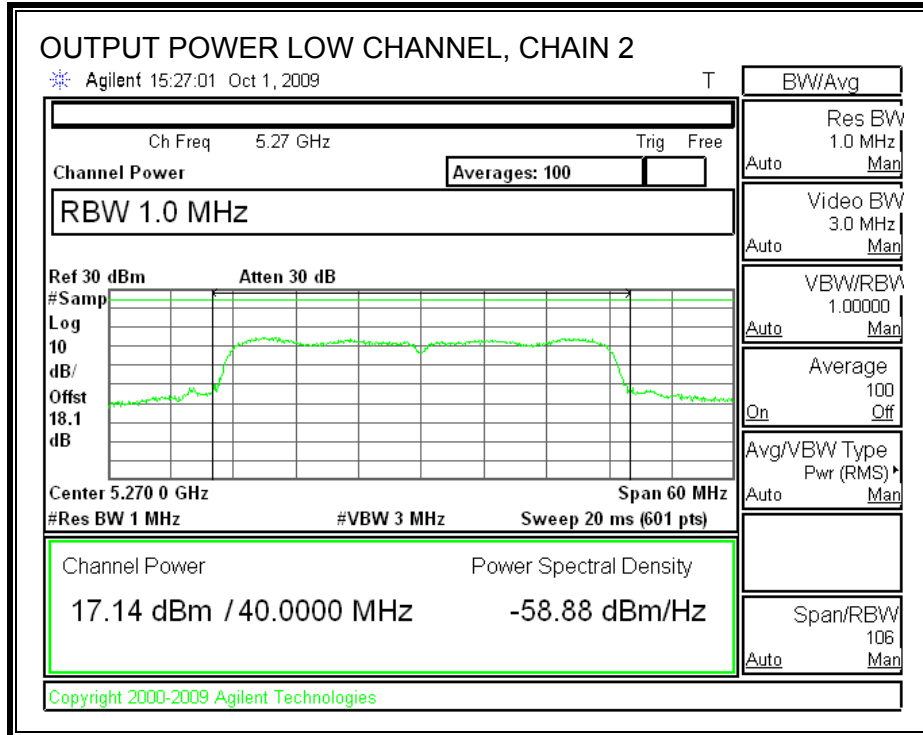 OUTPUT POWER LOW CHANNEL, CHAIN 2
Agilent 15:27:01 Oct 1, 2009 T
Ch Freq 5.27 GHz Trig Free
Channel Power Averages: 100
RBW 1.0 MHz
Ref 30 dBm Atten 30 dB
#Samp
Log
10
dB/
Offst
18.1
dB
Center 5.270 0 GHz Span 60 MHz
#Res BW 1 MHz #VBW 3 MHz Sweep 20 ms (601 pts)
Channel Power Power Spectral Density
17.14 dBm / 40.0000 MHz -58.88 dBm/Hz
Copyright 2000-2009 Agilent Technologies
BW/Avg
Res BW
1.0 MHz
Auto Man
Video BW
3.0 MHz
Auto Man
VBW/RBW
1.00000
Auto Man
Average
100
On Off
Avg/VBW Type
Pwr (RMS)
Auto Man
Span/RBW
106
Auto Man